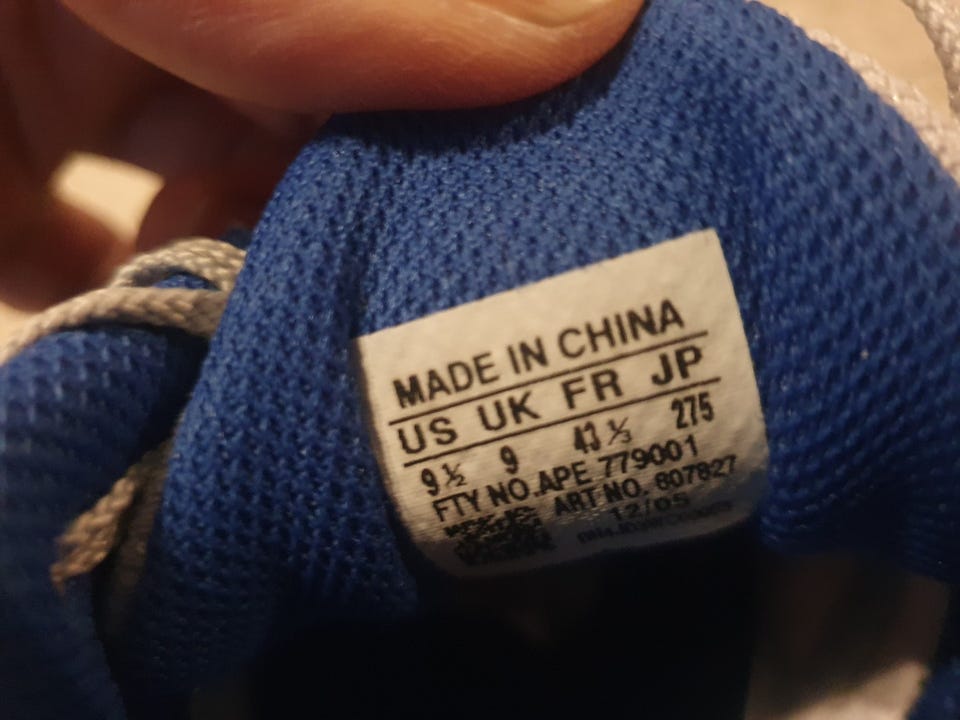 MADE IN CHINA
US UK FR JP
9½ 9 43⅓ 275
FTY NO. APE 779001
ART NO. 807827
12/05